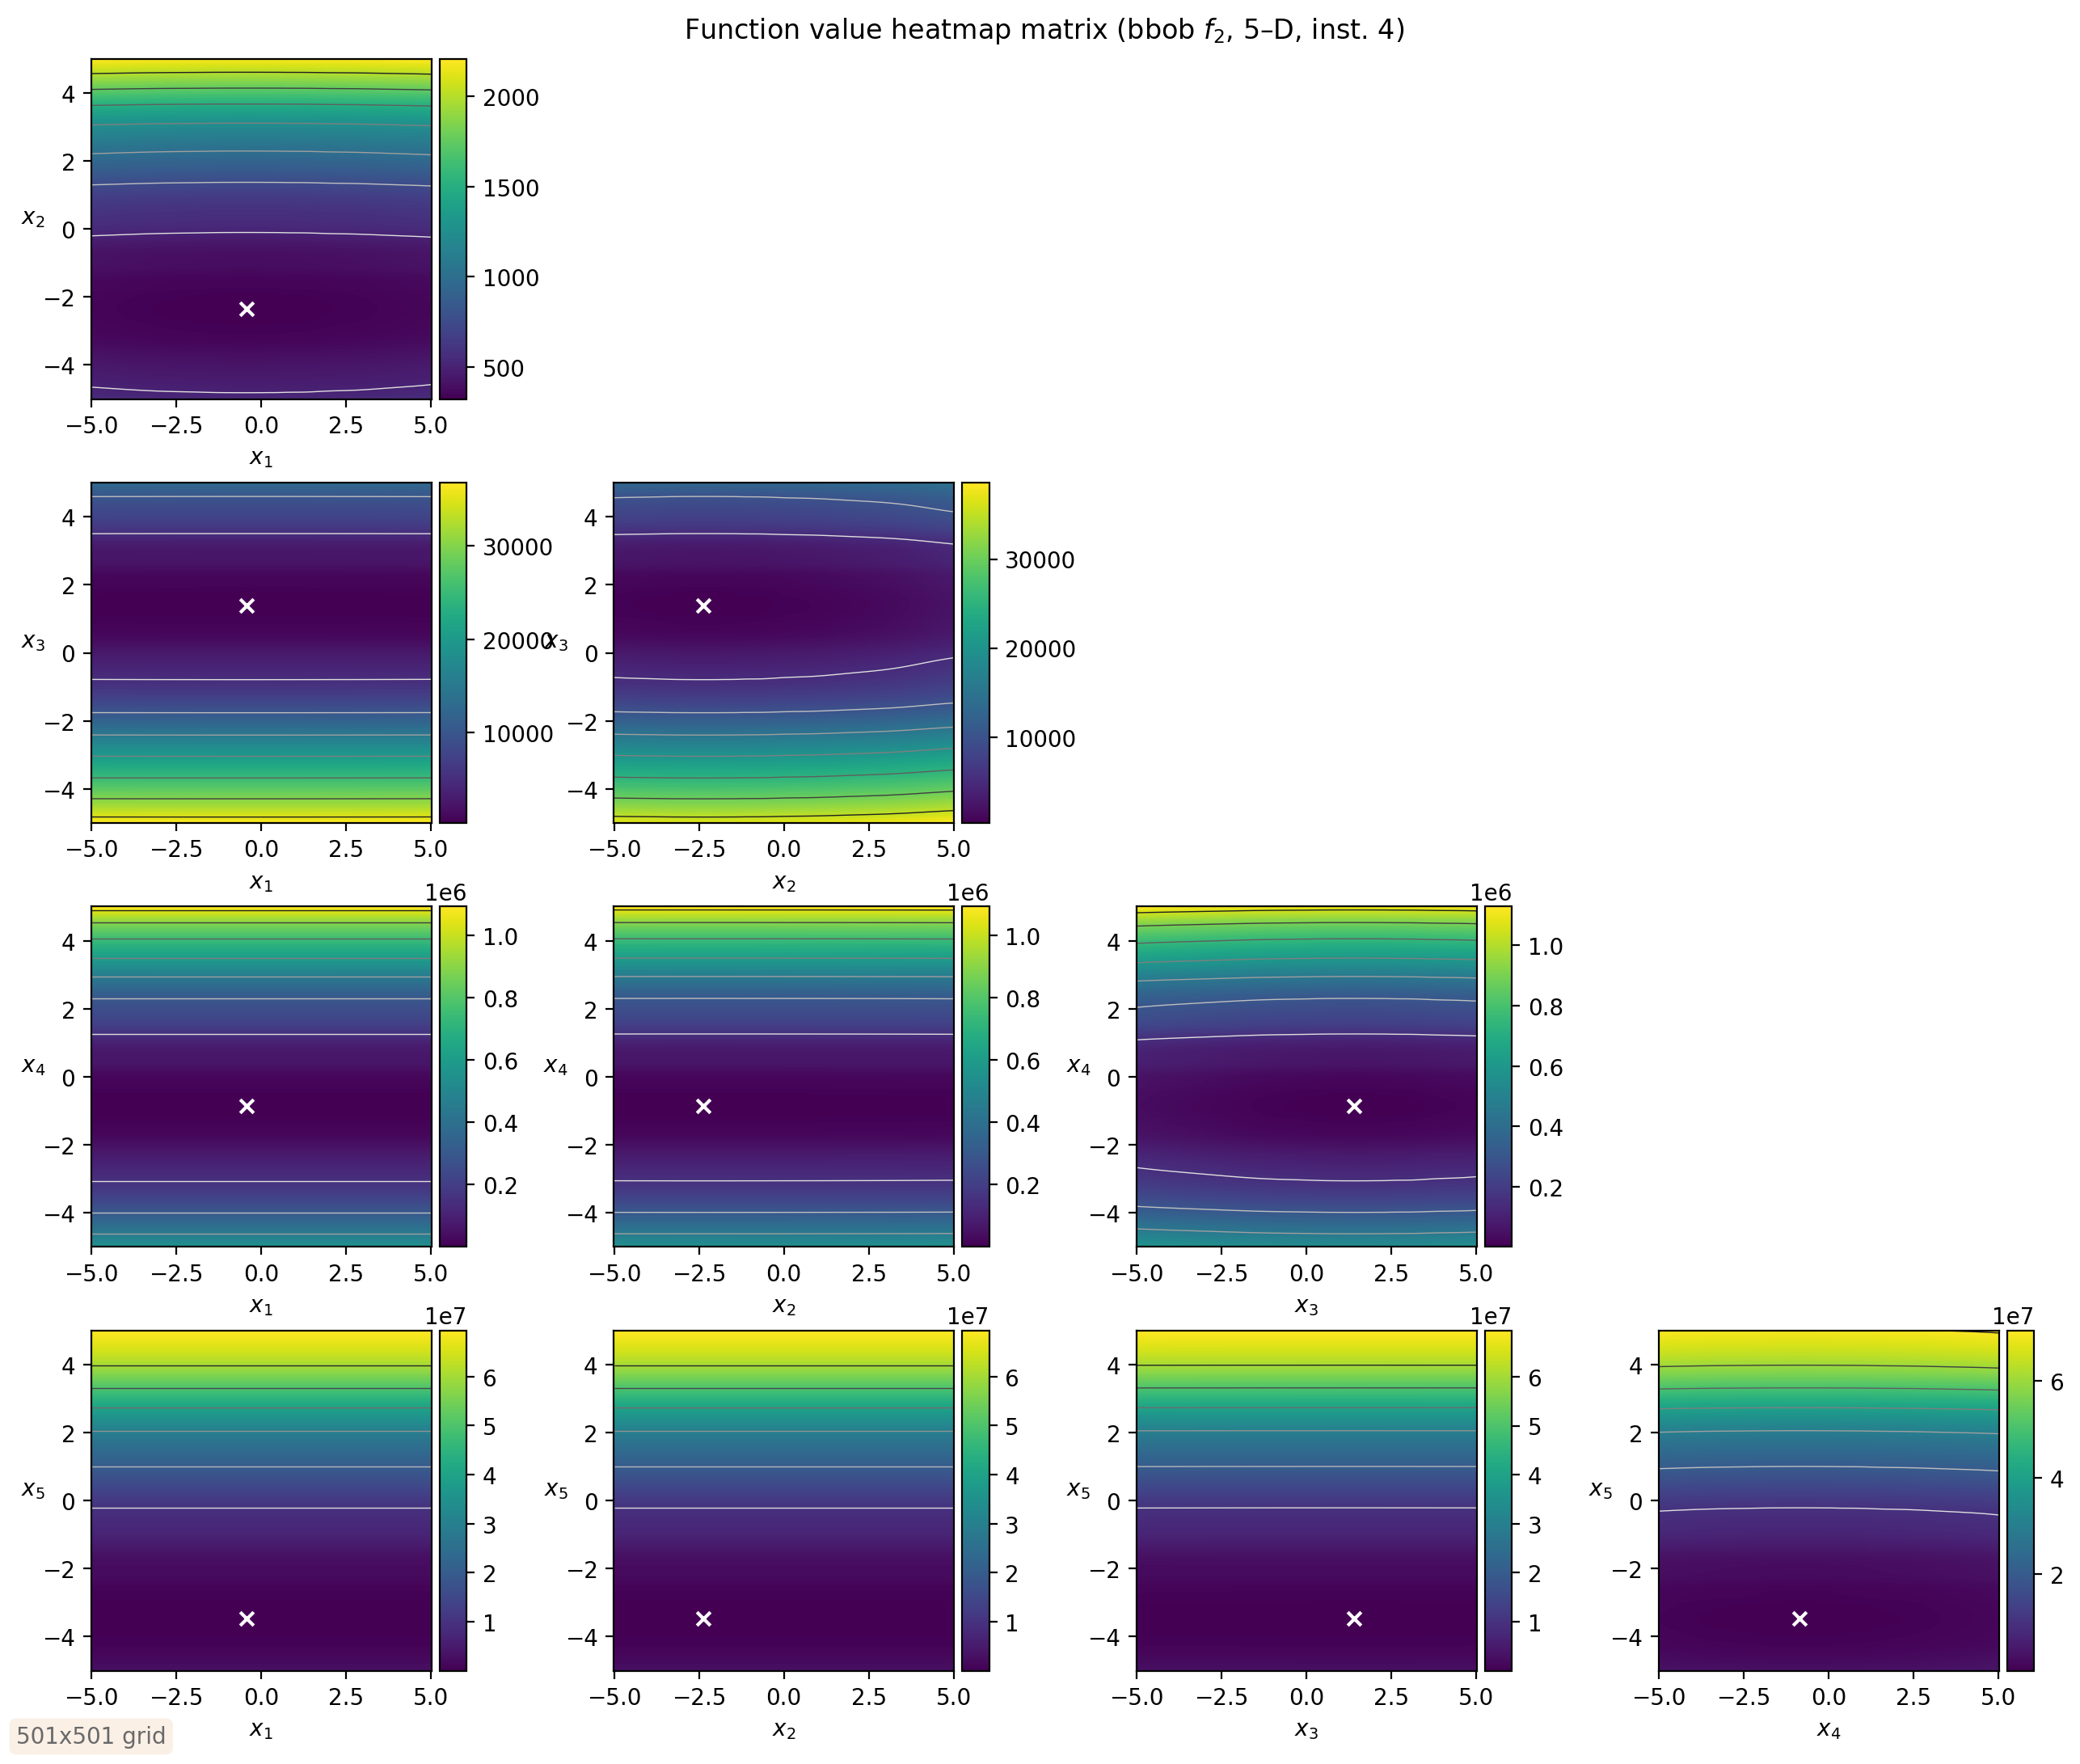 Function value heatmap matrix (bbob f₂, 5–D, inst. 4)
4
2
0
−2
−4
x₂
−5.0 −2.5 0.0 2.5 5.0
x₁
2000
1500
1000
500
4
2
0
−2
−4
x₃
−5.0 −2.5 0.0 2.5 5.0
x₁
30000
20000
10000
4
2
0
−2
−4
x₃
−5.0 −2.5 0.0 2.5 5.0
x₂
30000
20000
10000
4
2
0
−2
−4
x₄
−5.0 −2.5 0.0 2.5 5.0
x₁
1e6
1.0
0.8
0.6
0.4
0.2
4
2
0
−2
−4
x₄
−5.0 −2.5 0.0 2.5 5.0
x₂
1e6
1.0
0.8
0.6
0.4
0.2
4
2
0
−2
−4
x₄
−5.0 −2.5 0.0 2.5 5.0
x₃
1e6
1.0
0.8
0.6
0.4
0.2
4
2
0
−2
−4
x₅
−5.0 −2.5 0.0 2.5 5.0
x₁
1e7
6
5
4
3
2
1
4
2
0
−2
−4
x₅
−5.0 −2.5 0.0 2.5 5.0
x₂
1e7
6
5
4
3
2
1
4
2
0
−2
−4
x₅
−5.0 −2.5 0.0 2.5 5.0
x₃
1e7
6
5
4
3
2
1
4
2
0
−2
−4
x₅
−5.0 −2.5 0.0 2.5 5.0
x₄
1e7
6
4
2
501x501 grid